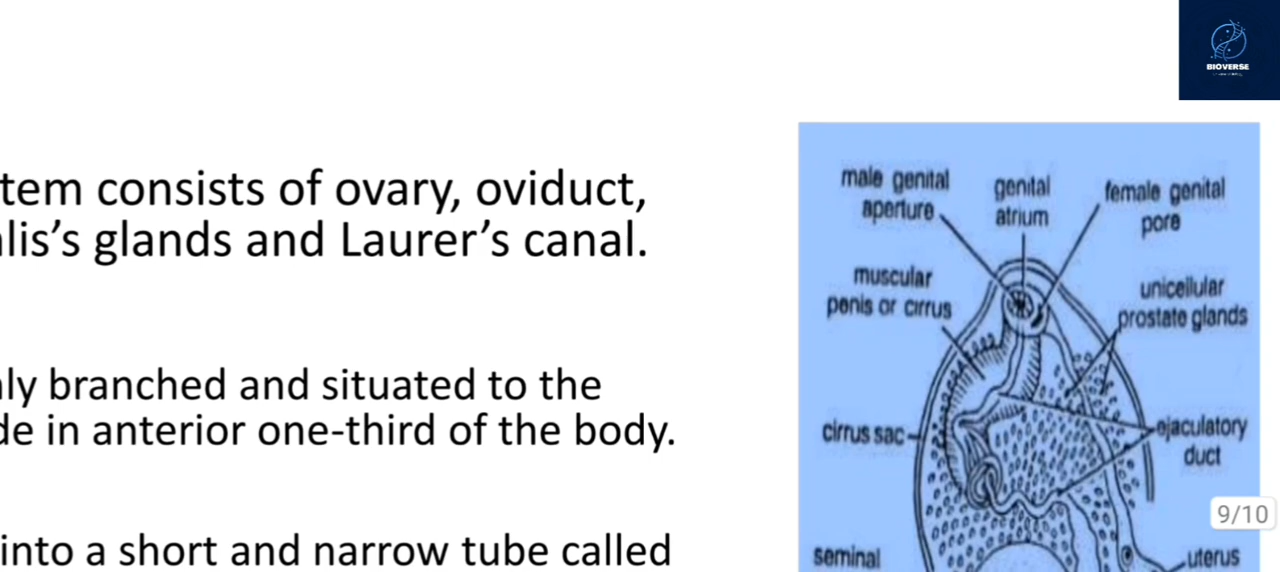 BIOVERSE
tem consists of ovary, oviduct,
lis's glands and Laurer's canal.
ly branched and situated to the
de in anterior one-third of the body.
into a short and narrow tube called
male genital
aperture
genital
atrium
female genital
pore
muscular
penis or cirrus
unicellular
prostate glands
cirrus sac
ejaculatory
duct
seminal
uterus
9/10